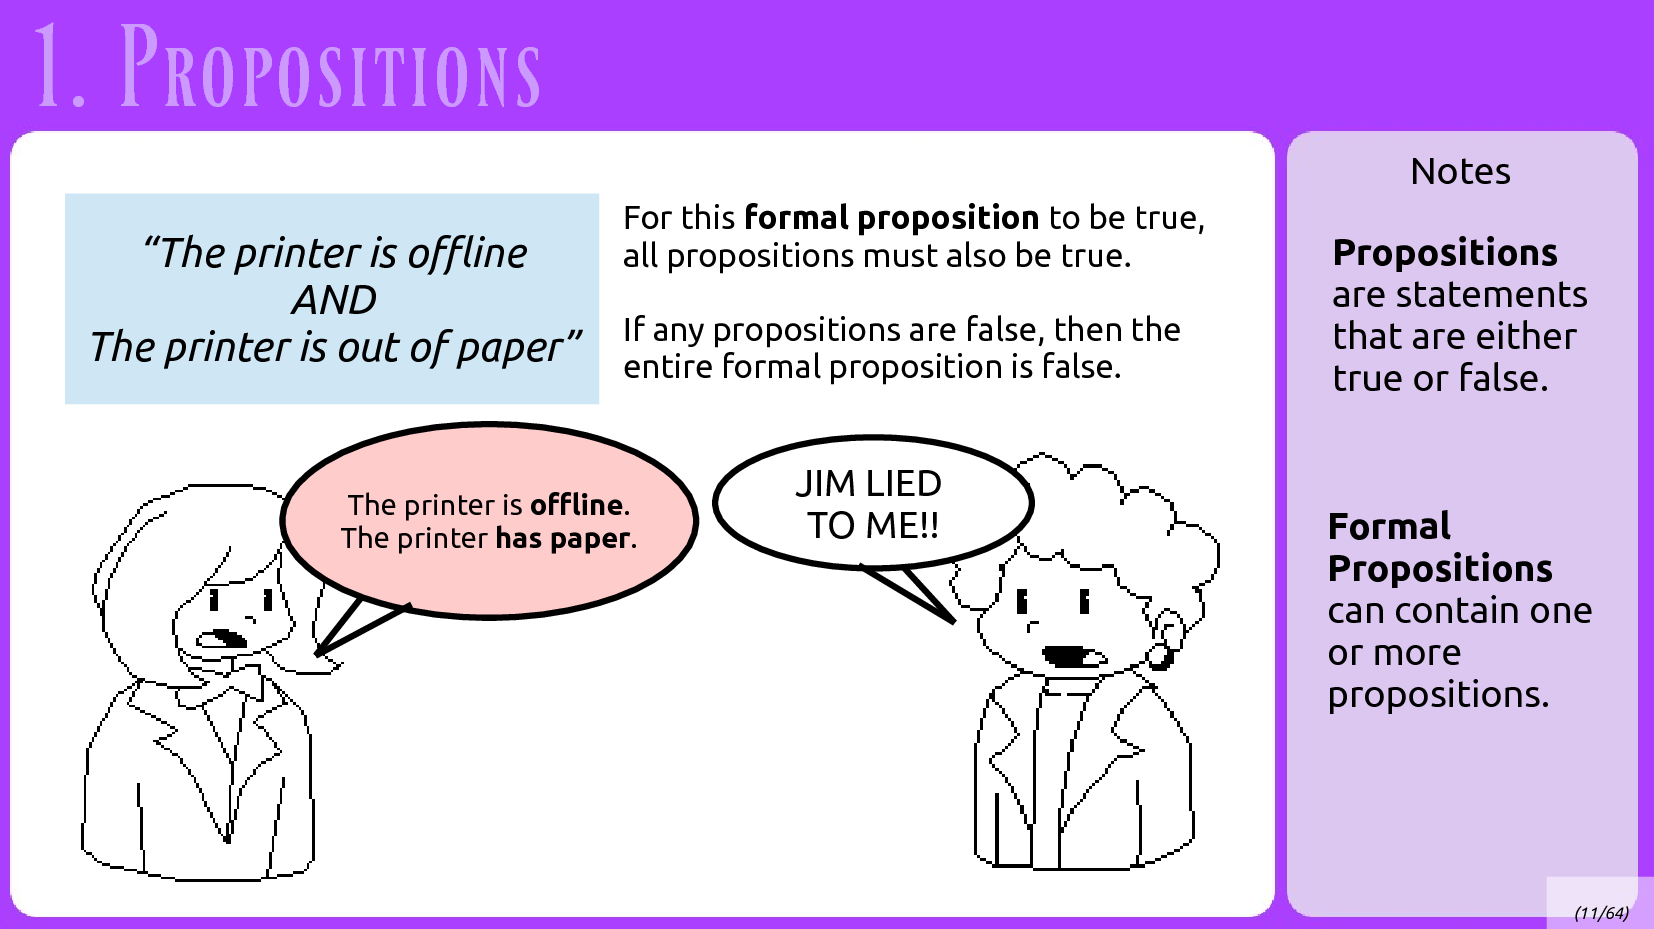 1. Propositions
“The printer is offline
AND
The printer is out of paper”
For this formal proposition to be true,
all propositions must also be true.
If any propositions are false, then the
entire formal proposition is false.
The printer is offline.
The printer has paper.
JIM LIED
TO ME!!
Notes
Propositions
are statements
that are either
true or false.
Formal
Propositions
can contain one
or more
propositions.
(11/64)